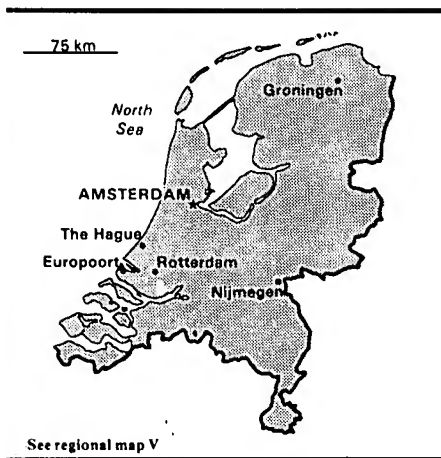 75 km
Groningen
North
Sea
AMSTERDAM
The Hague
Europoort
Rotterdam
Nijmegen
See regional map V